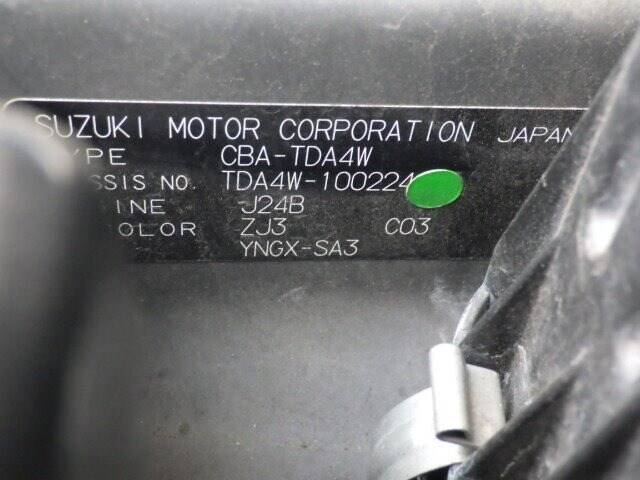 SUZUKI MOTOR CORPORATION JAPAN
YPE CBA-TDA4W
SSIS NO. TDA4W-100224
INE J24B
OLOR ZJ3 C03
YNGX-SA3